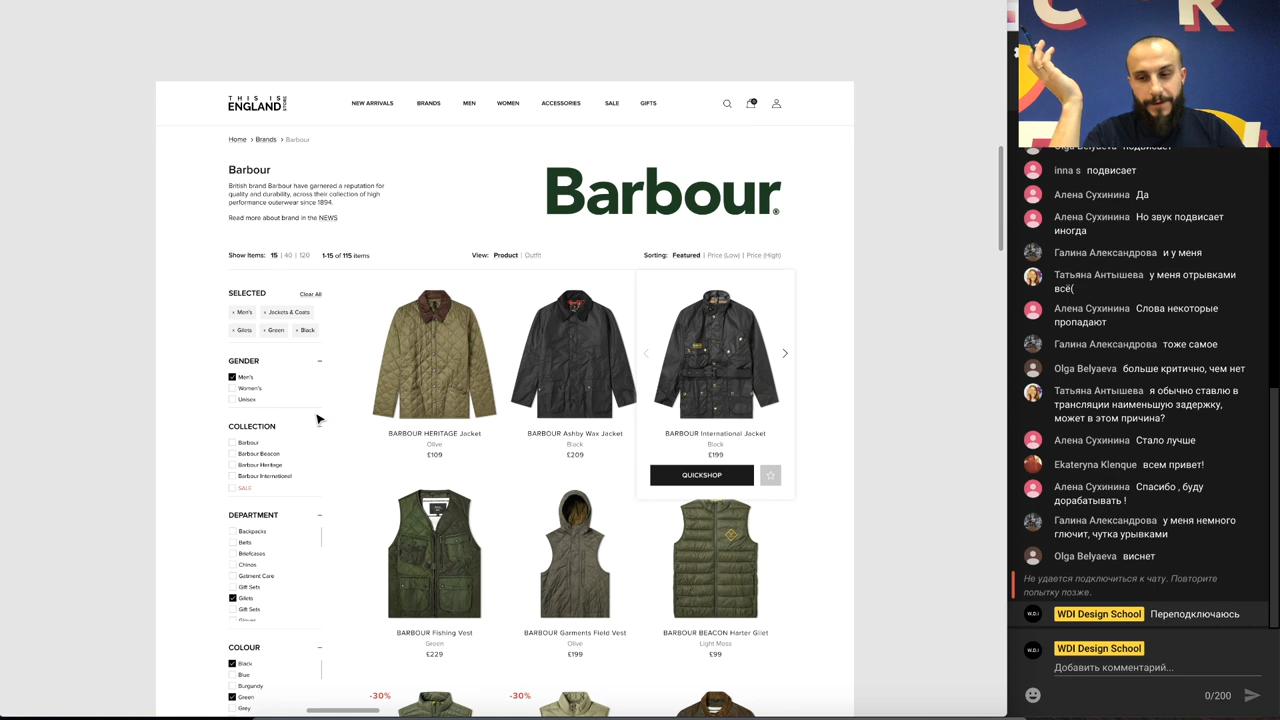 THIS IS
ENGLAND
STORE
NEW ARRIVALS
BRANDS
MEN
WOMEN
ACCESSORIES
SALE
GIFTS
0
Home > Brands > Barbour
Barbour
British brand Barbour have garnered a reputation for
quality and durability, across their collection of high
performance outerwear since 1894.
Read more about brand in the NEWS
Barbour®
Show Items: 15 | 40 | 120
1-15 of 115 items
View: Product | Outfit
Sorting: Featured | Price (Low) | Price (High)
SELECTED
Clear All
× Men's
× Jackets & Coats
× Gilets
× Green
× Black
GENDER
Men's
Women's
Unisex
COLLECTION
Barbour
Barbour Beacon
Barbour Heritage
Barbour International
SALE
DEPARTMENT
Backpacks
Belts
Briefcases
Chinos
Gatment Care
Gift Sets
Gilets
Gift Sets
COLOUR
Black
Blue
Burgundy
Green
Grey
BARBOUR HERITAGE Jacket
Olive
£109
BARBOUR Ashby Wax Jacket
Black
£209
BARBOUR International Jacket
Black
£199
QUICKSHOP
BARBOUR Fishing Vest
Green
£229
BARBOUR Garments Field Vest
Olive
£199
BARBOUR BEACON Harter Gilet
Light Moss
£99
-30%
-30%
C R
Olga Belyaeva подвисает
inna s подвисает
Алена Сухинина Да
Алена Сухинина Но звук подвисает
иногда
Галина Александрова и у меня
Татьяна Антышева у меня отрывками
всё(
Алена Сухинина Слова некоторые
пропадают
Галина Александрова тоже самое
Olga Belyaeva больше критично, чем нет
Татьяна Антышева я обычно ставлю в
трансляции наименьшую задержку,
может в этом причина?
Алена Сухинина Стало лучше
Ekateryna Klenque всем привет!
Алена Сухинина Спасибо , буду
дорабатывать !
Галина Александрова у меня немного
глючит, чутка урывками
Olga Belyaeva виснет
Не удается подключиться к чату. Повторите
попытку позже.
W.D.i WDI Design School Переподключаюсь
W.D.i WDI Design School
Добавить комментарий...
0/200